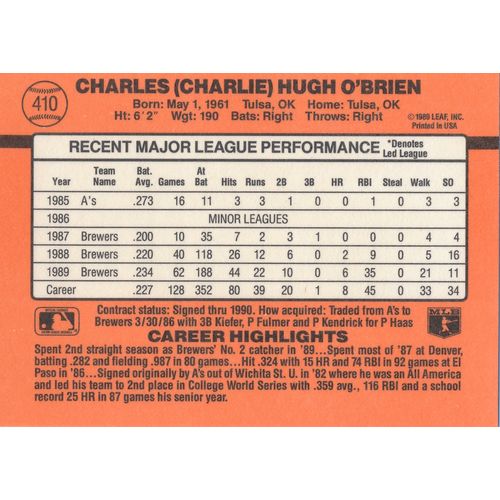 410
CHARLES (CHARLIE) HUGH O'BRIEN
Born: May 1, 1961 Tulsa, OK Home: Tulsa, OK
Ht: 6'2" Wgt: 190 Bats: Right Throws: Right
© 1989 LEAF, INC.
Printed in USA
RECENT MAJOR LEAGUE PERFORMANCE *Denotes Led League
Year Team Name Bat. Avg. Games At Bat Hits Runs 2B 3B HR RBI Steal Walk SO
1985 A's .273 16 11 3 3 1 0 0 1 0 3 3
1986 MINOR LEAGUES
1987 Brewers .200 10 35 7 2 3 1 0 0 0 4 4
1988 Brewers .220 40 118 26 12 6 0 2 9 0 5 16
1989 Brewers .234 62 188 44 22 10 0 6 35 0 21 11
Career .227 128 352 80 39 20 1 8 45 0 33 34
Contract status: Signed thru 1990. How acquired: Traded from A's to
Brewers 3/30/86 with 3B Kiefer, P Fulmer and P Kendrick for P Haas
MLB
CAREER HIGHLIGHTS
Spent 2nd straight season as Brewers' No. 2 catcher in '89...Spent most of '87 at Denver,
batting .282 and fielding .987 in 80 games...Hit .324 with 15 HR and 74 RBI in 92 games at El
Paso in '86...Signed originally by A's out of Wichita St. U. in '82 where he was an All America
and led his team to 2nd place in College World Series with .359 avg., 116 RBI and a school
record 25 HR in 87 games his senior year.